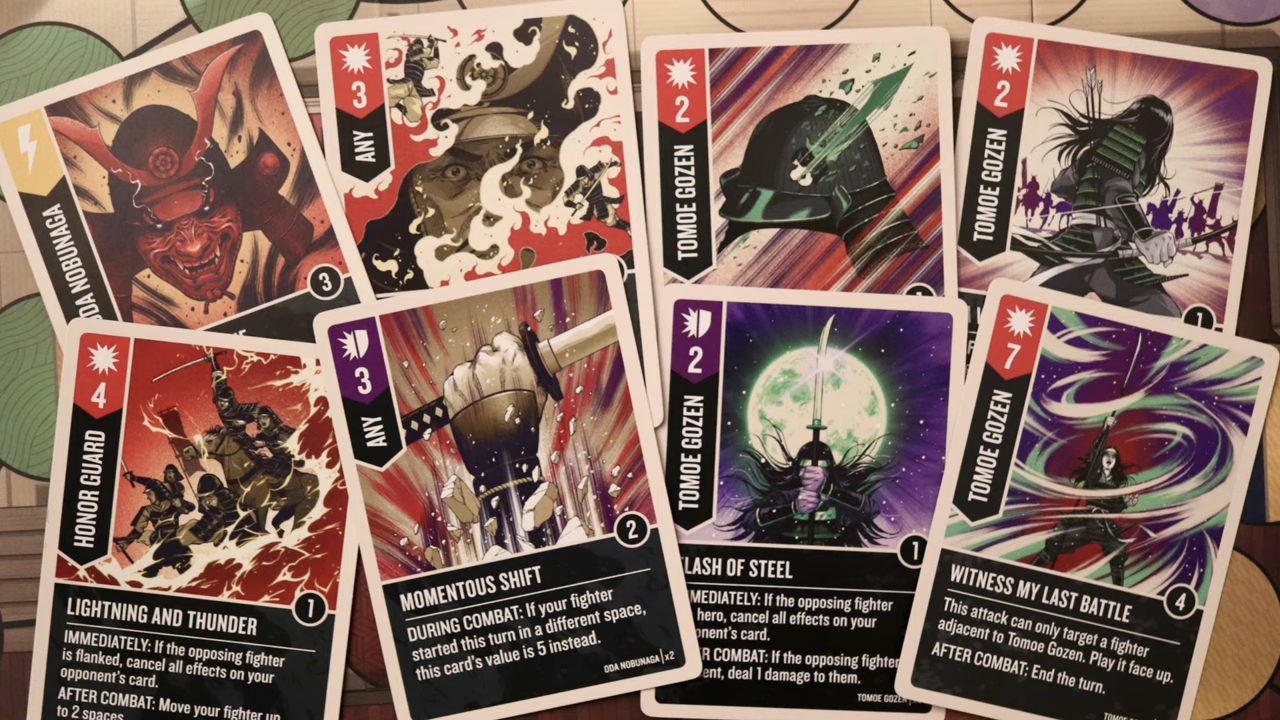 ODA NOBUNAGA
3
3
ANY
2
TOMOE GOZEN
1
2
TOMOE GOZEN
1
4
HONOR GUARD
1
LIGHTNING AND THUNDER
IMMEDIATELY: If the opposing fighter
is flanked, cancel all effects on your
opponent's card.
AFTER COMBAT: Move your fighter up
to 2 spaces.
3
ANY
2
MOMENTOUS SHIFT
DURING COMBAT: If your fighter
started this turn in a different space,
this card's value is 5 instead.
ODA NOBUNAGA | x2
2
TOMOE GOZEN
1
LASH OF STEEL
MMEDIATELY: If the opposing fighter
hero, cancel all effects on your
onent's card.
R COMBAT: If the opposing fighter
ent, deal 1 damage to them.
TOMOE GOZEN
7
TOMOE GOZEN
4
WITNESS MY LAST BATTLE
This attack can only target a fighter
adjacent to Tomoe Gozen. Play it face up.
AFTER COMBAT: End the turn.